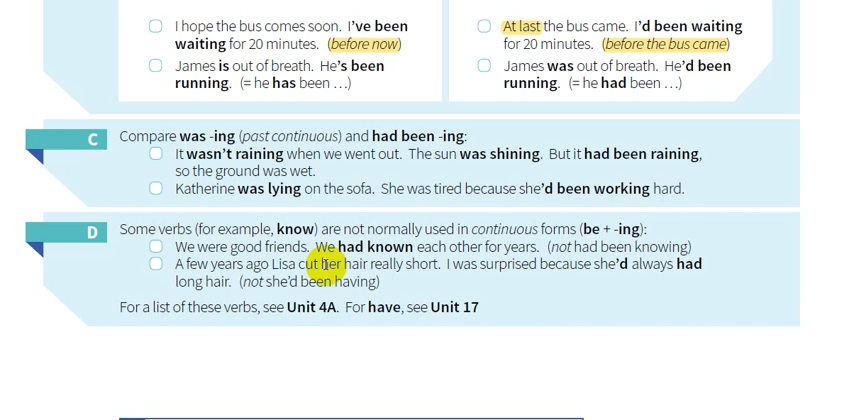 I hope the bus comes soon. I've been
waiting for 20 minutes. (before now)
James is out of breath. He's been
running. (= he has been …)
At last the bus came. I'd been waiting
for 20 minutes. (before the bus came)
James was out of breath. He'd been
running. (= he had been …)
C
Compare was -ing (past continuous) and had been -ing:
It wasn't raining when we went out. The sun was shining. But it had been raining,
so the ground was wet.
Katherine was lying on the sofa. She was tired because she'd been working hard.
D
Some verbs (for example, know) are not normally used in continuous forms (be + -ing):
We were good friends. We had known each other for years. (not had been knowing)
A few years ago Lisa cut her hair really short. I was surprised because she'd always had
long hair. (not she'd been having)
For a list of these verbs, see Unit 4A. For have, see Unit 17